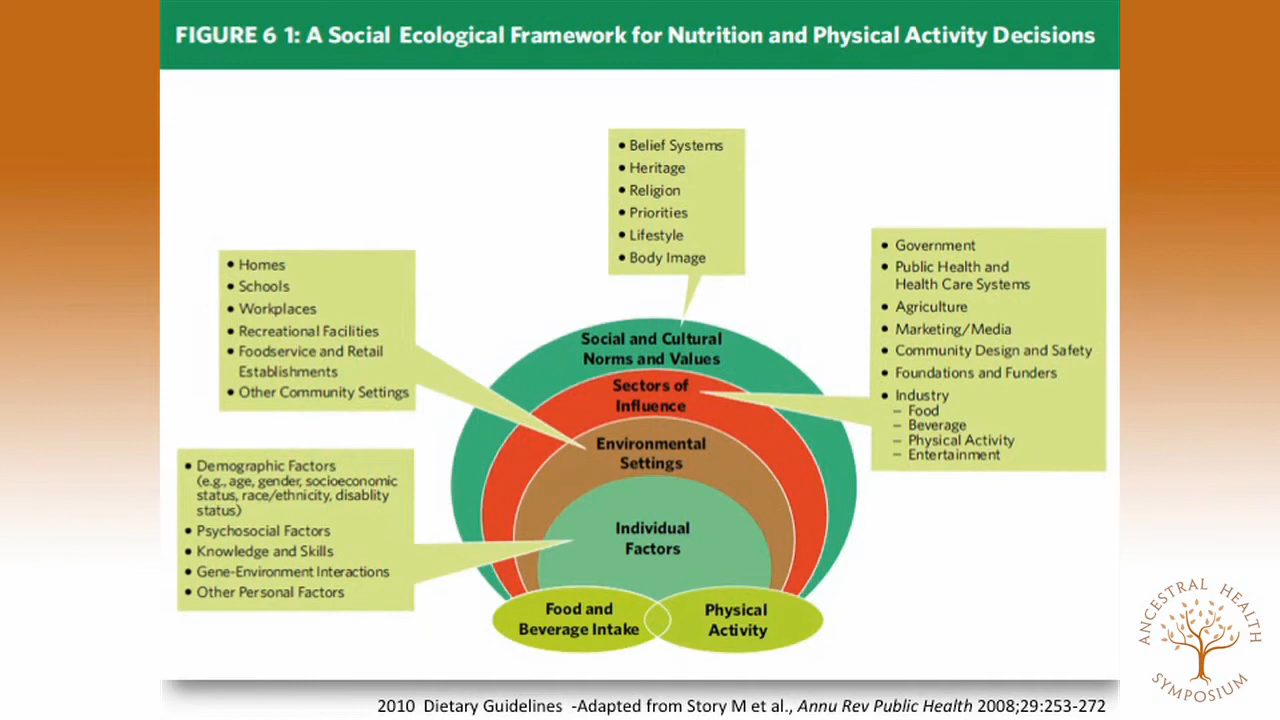 FIGURE 6 1: A Social Ecological Framework for Nutrition and Physical Activity Decisions
• Belief Systems
• Heritage
• Religion
• Priorities
• Lifestyle
• Body Image
• Homes
• Schools
• Workplaces
• Recreational Facilities
• Foodservice and Retail
Establishments
• Other Community Settings
• Government
• Public Health and
Health Care Systems
• Agriculture
• Marketing/Media
• Community Design and Safety
• Foundations and Funders
• Industry
– Food
– Beverage
– Physical Activity
– Entertainment
• Demographic Factors
(e.g., age, gender, socioeconomic
status, race/ethnicity, disablity
status)
• Psychosocial Factors
• Knowledge and Skills
• Gene-Environment Interactions
• Other Personal Factors
Social and Cultural
Norms and Values
Sectors of
Influence
Environmental
Settings
Individual
Factors
Food and
Beverage Intake
Physical
Activity
ANCESTRAL HEALTH
SYMPOSIUM
2010 Dietary Guidelines -Adapted from Story M et al., Annu Rev Public Health 2008;29:253-272